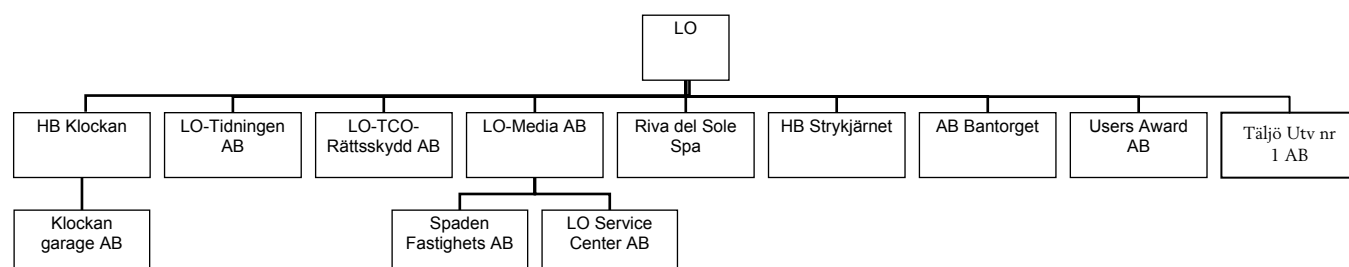 LO
HB Klockan
LO-Tidningen
AB
LO-TCO-
Rättsskydd AB
LO-Media AB
Riva del Sole
Spa
HB Strykjärnet
AB Bantorget
Users Award
AB
Täljö Utv nr
1 AB
Klockan
garage AB
Spaden
Fastighets AB
LO Service
Center AB